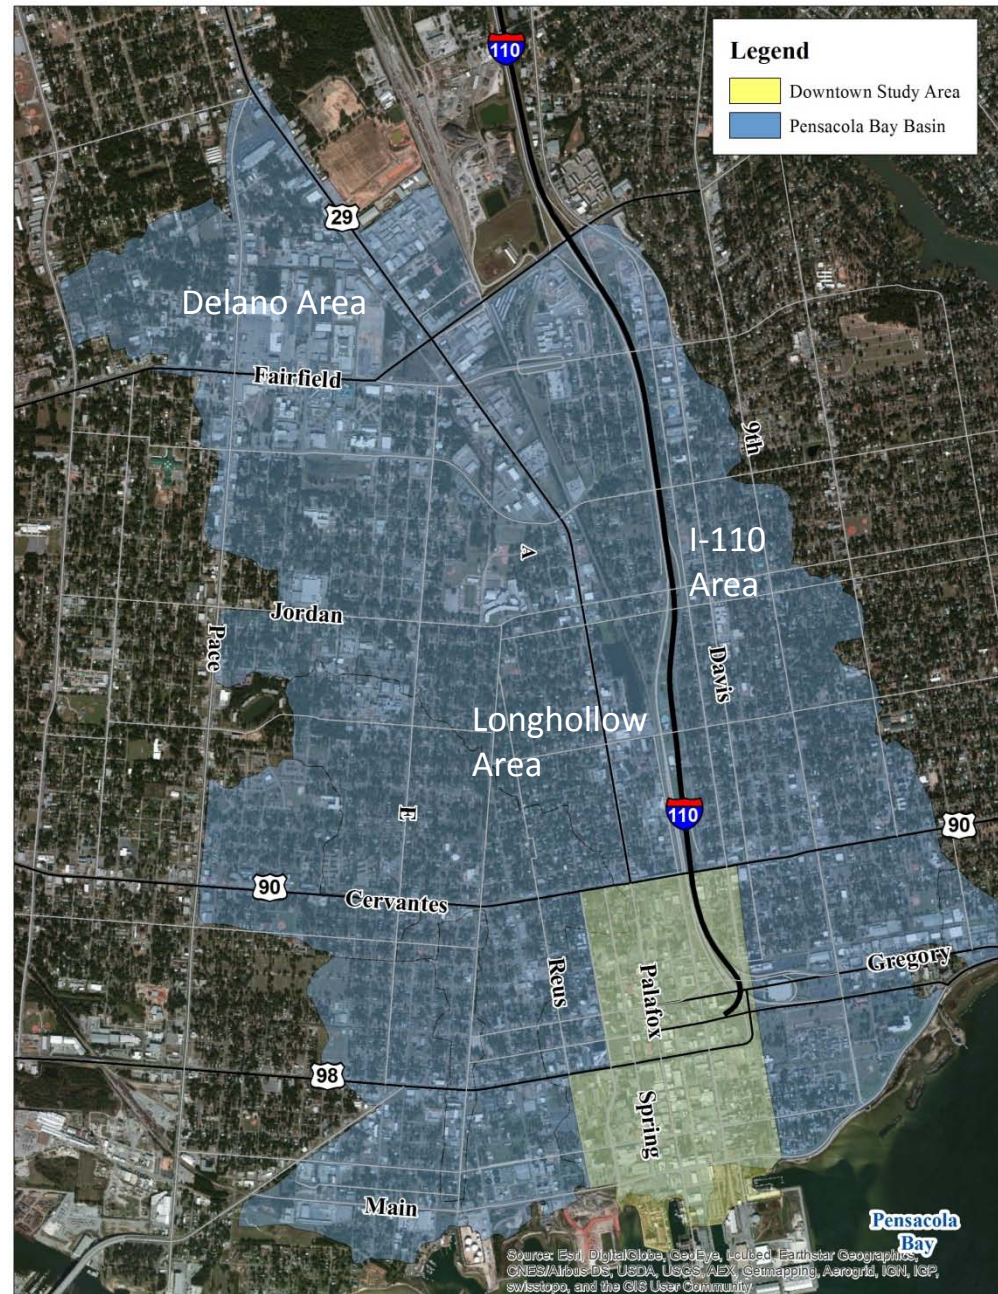 110
Legend
Downtown Study Area
Pensacola Bay Basin
29
Delano Area
Fairfield
9th
A
I-110
Area
Jordan
Pace
Davis
Longhollow
Area
E
110
90
90
Cervantes
Reus
Palafox
Gregory
98
Spring
Main
Pensacola
Bay
Source: Esri, DigitalGlobe, GeoEye, i-cubed, Earthstar Geographics,
CNES/Airbus DS, USDA, USGS, AEX, Getmapping, Aerogrid, IGN, IGP,
swisstopo, and the GIS User Community